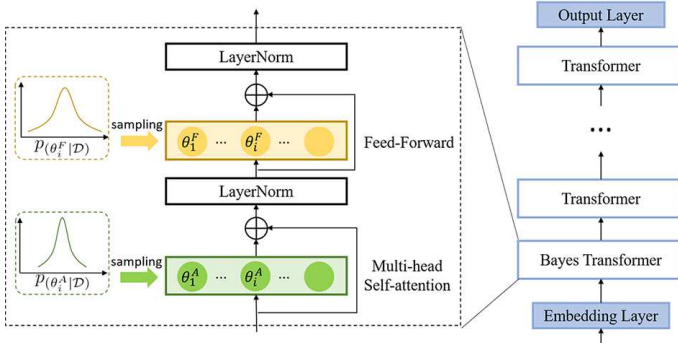 LayerNorm
sampling
θ₁ᶠ ... θᵢᶠ ...
Feed-Forward
p(θᵢᶠ|𝒟)
LayerNorm
sampling
θ₁ᴬ ... θᵢᴬ ...
Multi-head
Self-attention
p(θᵢᴬ|𝒟)
Output Layer
Transformer
...
Transformer
Bayes Transformer
Embedding Layer